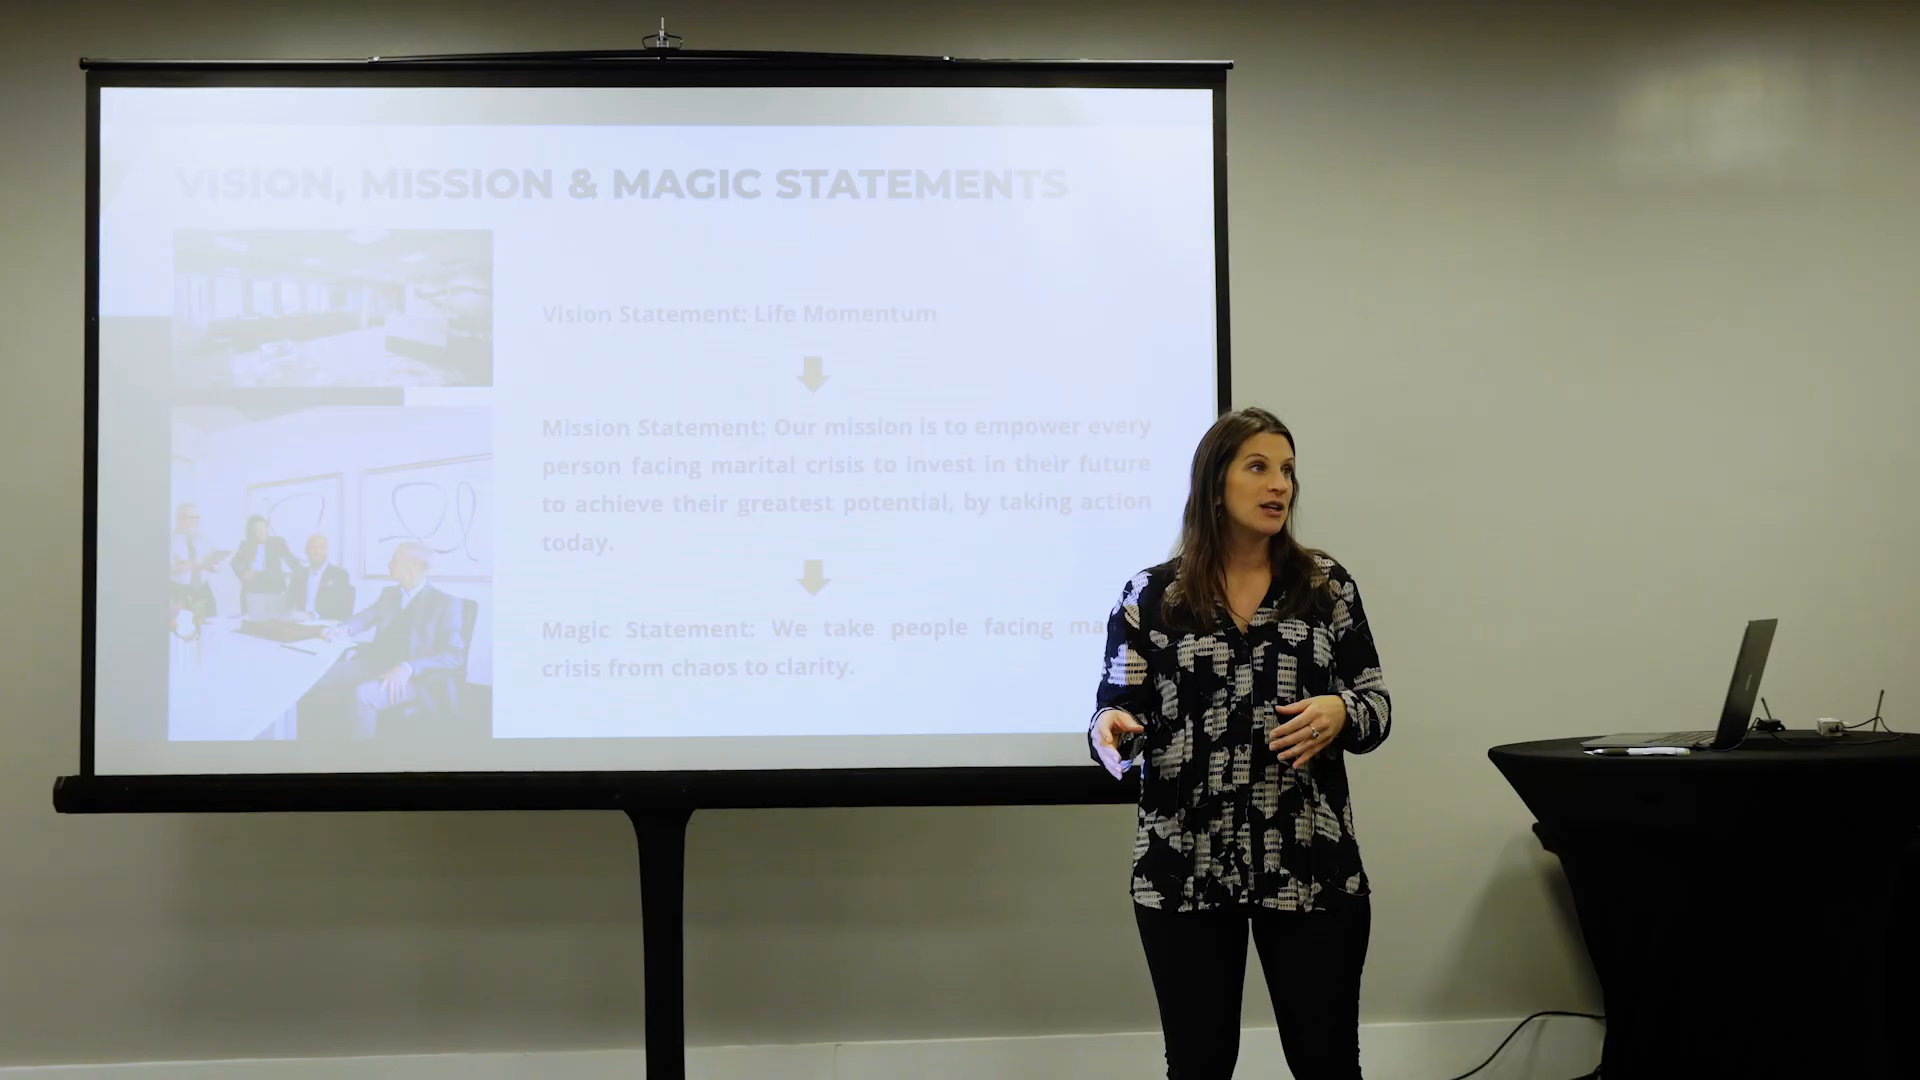 VISION, MISSION & MAGIC STATEMENTS
Vision Statement: Life Momentum
Mission Statement: Our mission is to empower every
person facing marital crisis to invest in their future
to achieve their greatest potential, by taking action
today.
Magic Statement: We take people facing
crisis from chaos to clarity.